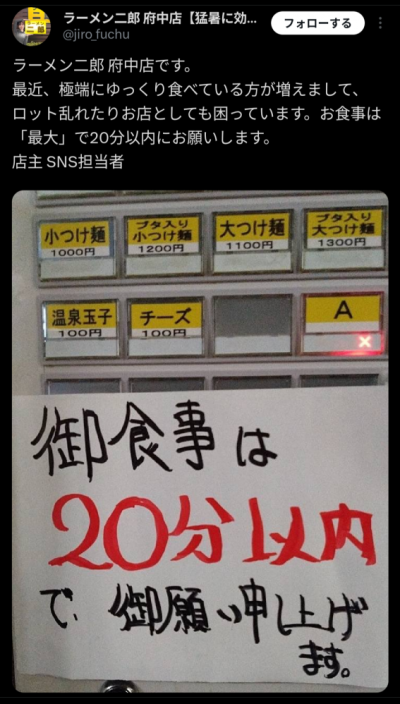 ラーメン二郎 府中店【猛暑に効...
フォローする
@jiro_fuchu
ラーメン二郎 府中店です。
最近、極端にゆっくり食べている方が増えまして、
ロット乱れたりお店としても困っています。お食事は
「最大」で20分以内にお願いします。
店主 SNS担当者
小つけ麺
1000円
ブタ入り
小つけ麺
1200円
大つけ麺
1100円
ブタ入り
大つけ麺
1300円
温泉玉子
100円
チーズ
100円
A
×
御食事は
20分以内
で、御願い申し上げ
ます。